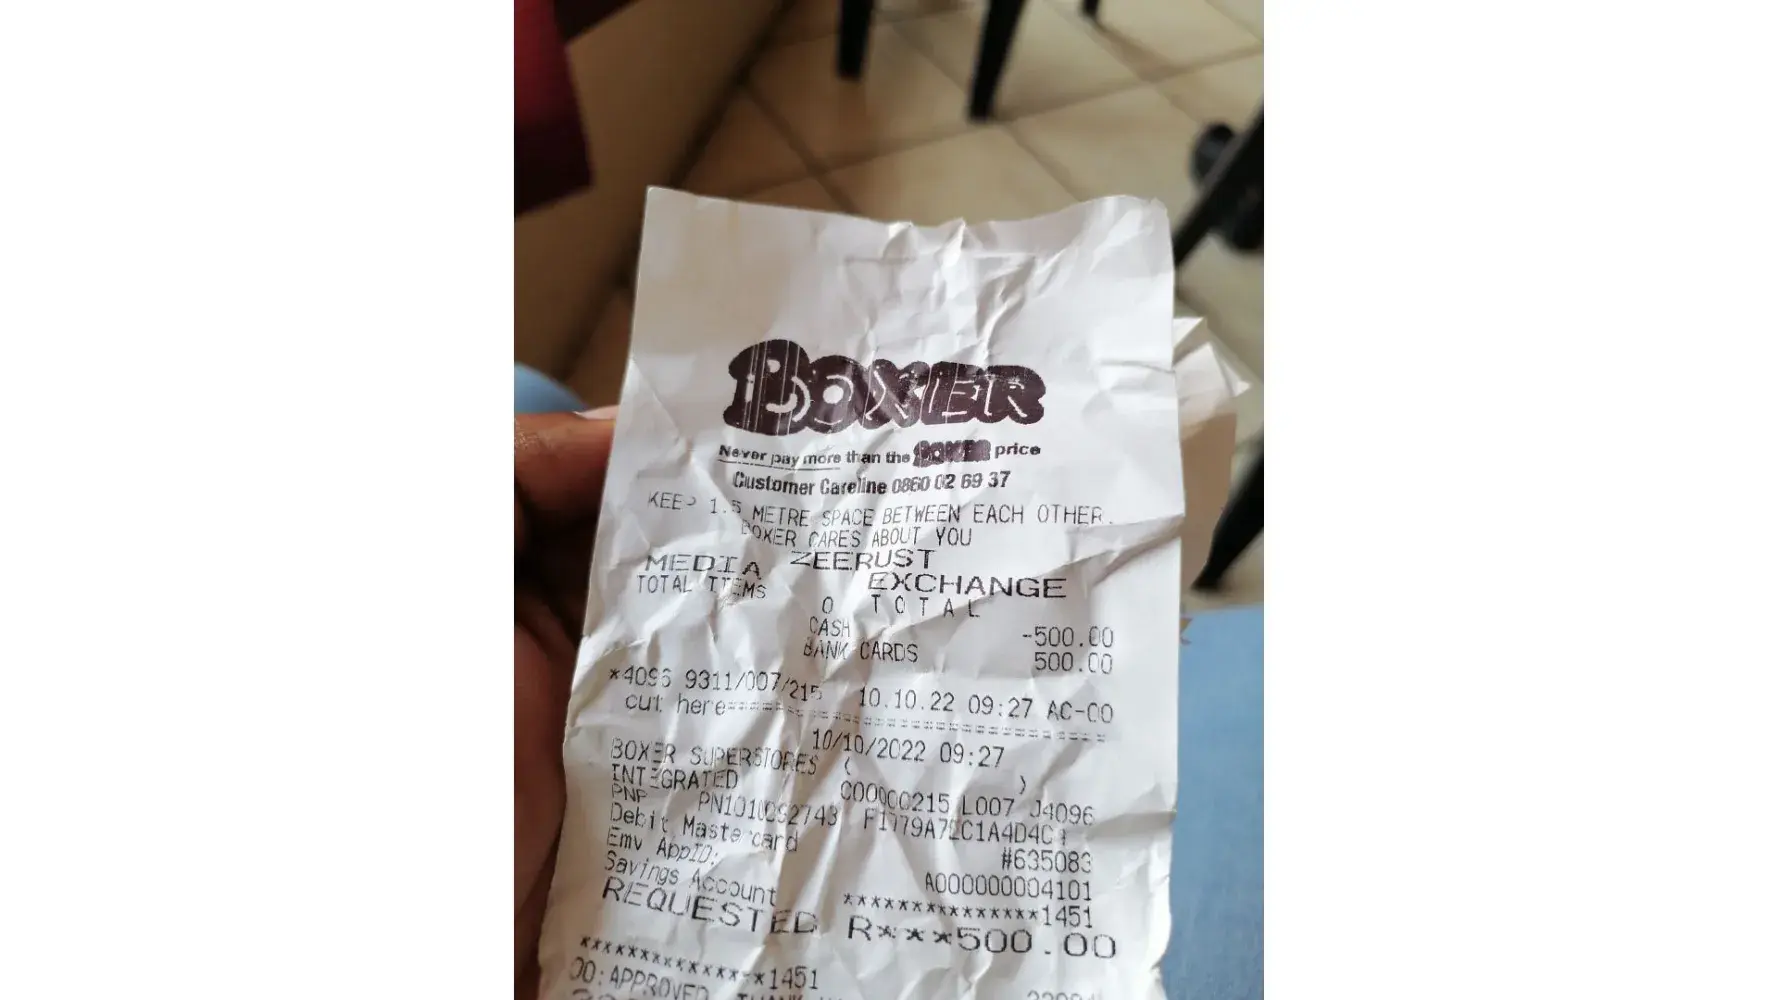 BOXER
Never pay more than the BOXER price
Customer Careline 0860 02 69 37
KEEP 1.5 METRE SPACE BETWEEN EACH OTHER.
BOXER CARES ABOUT YOU
ZEERUST
MEDIA EXCHANGE
TOTAL ITEMS 0 TOTAL
CASH -500.00
BANK CARDS 500.00
*4096 9311/007/215 10.10.22 09:27 AC-00
cut here
10/10/2022 09:27
BOXER SUPERSTORES ( )
INTEGRATED C00000215 L007 J4096
PNP
Debit Mastercard #635083
Emv AppID: A000000004101
Savings Account ***************1451
REQUESTED R***500.00
1451
00:APPROVED